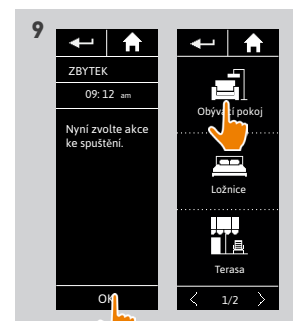 9
ZBYTEK
09:12 am
Nyní zvolte akce
ke spuštění.
OK
Obývací pokoj
Ložnice
Terasa
1/2